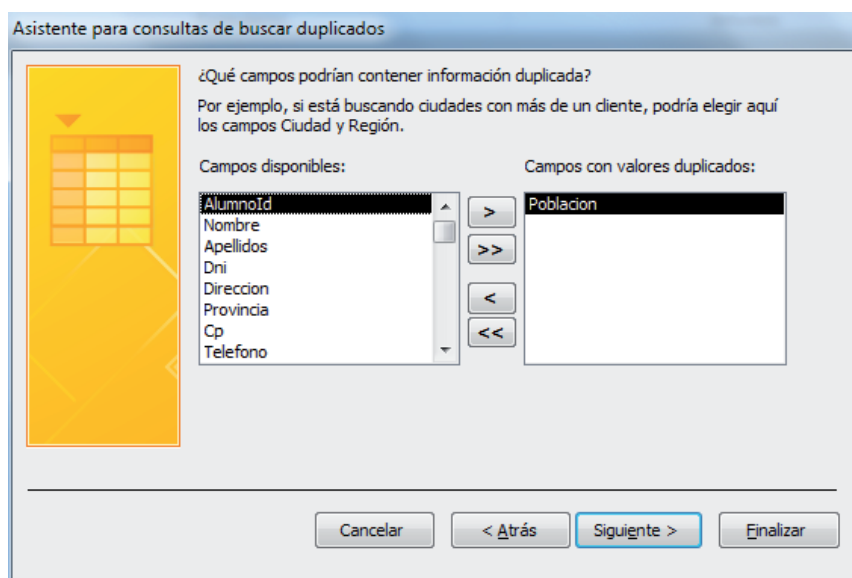 Asistente para consultas de buscar duplicados
¿Qué campos podrían contener información duplicada?
Por ejemplo, si está buscando ciudades con más de un cliente, podría elegir aquí
los campos Ciudad y Región.
Campos disponibles:
Campos con valores duplicados:
AlumnoId
Nombre
Apellidos
Dni
Direccion
Provincia
Cp
Telefono
>
>>
<
<<
Poblacion
Cancelar
< Atrás
Siguiente >
Finalizar